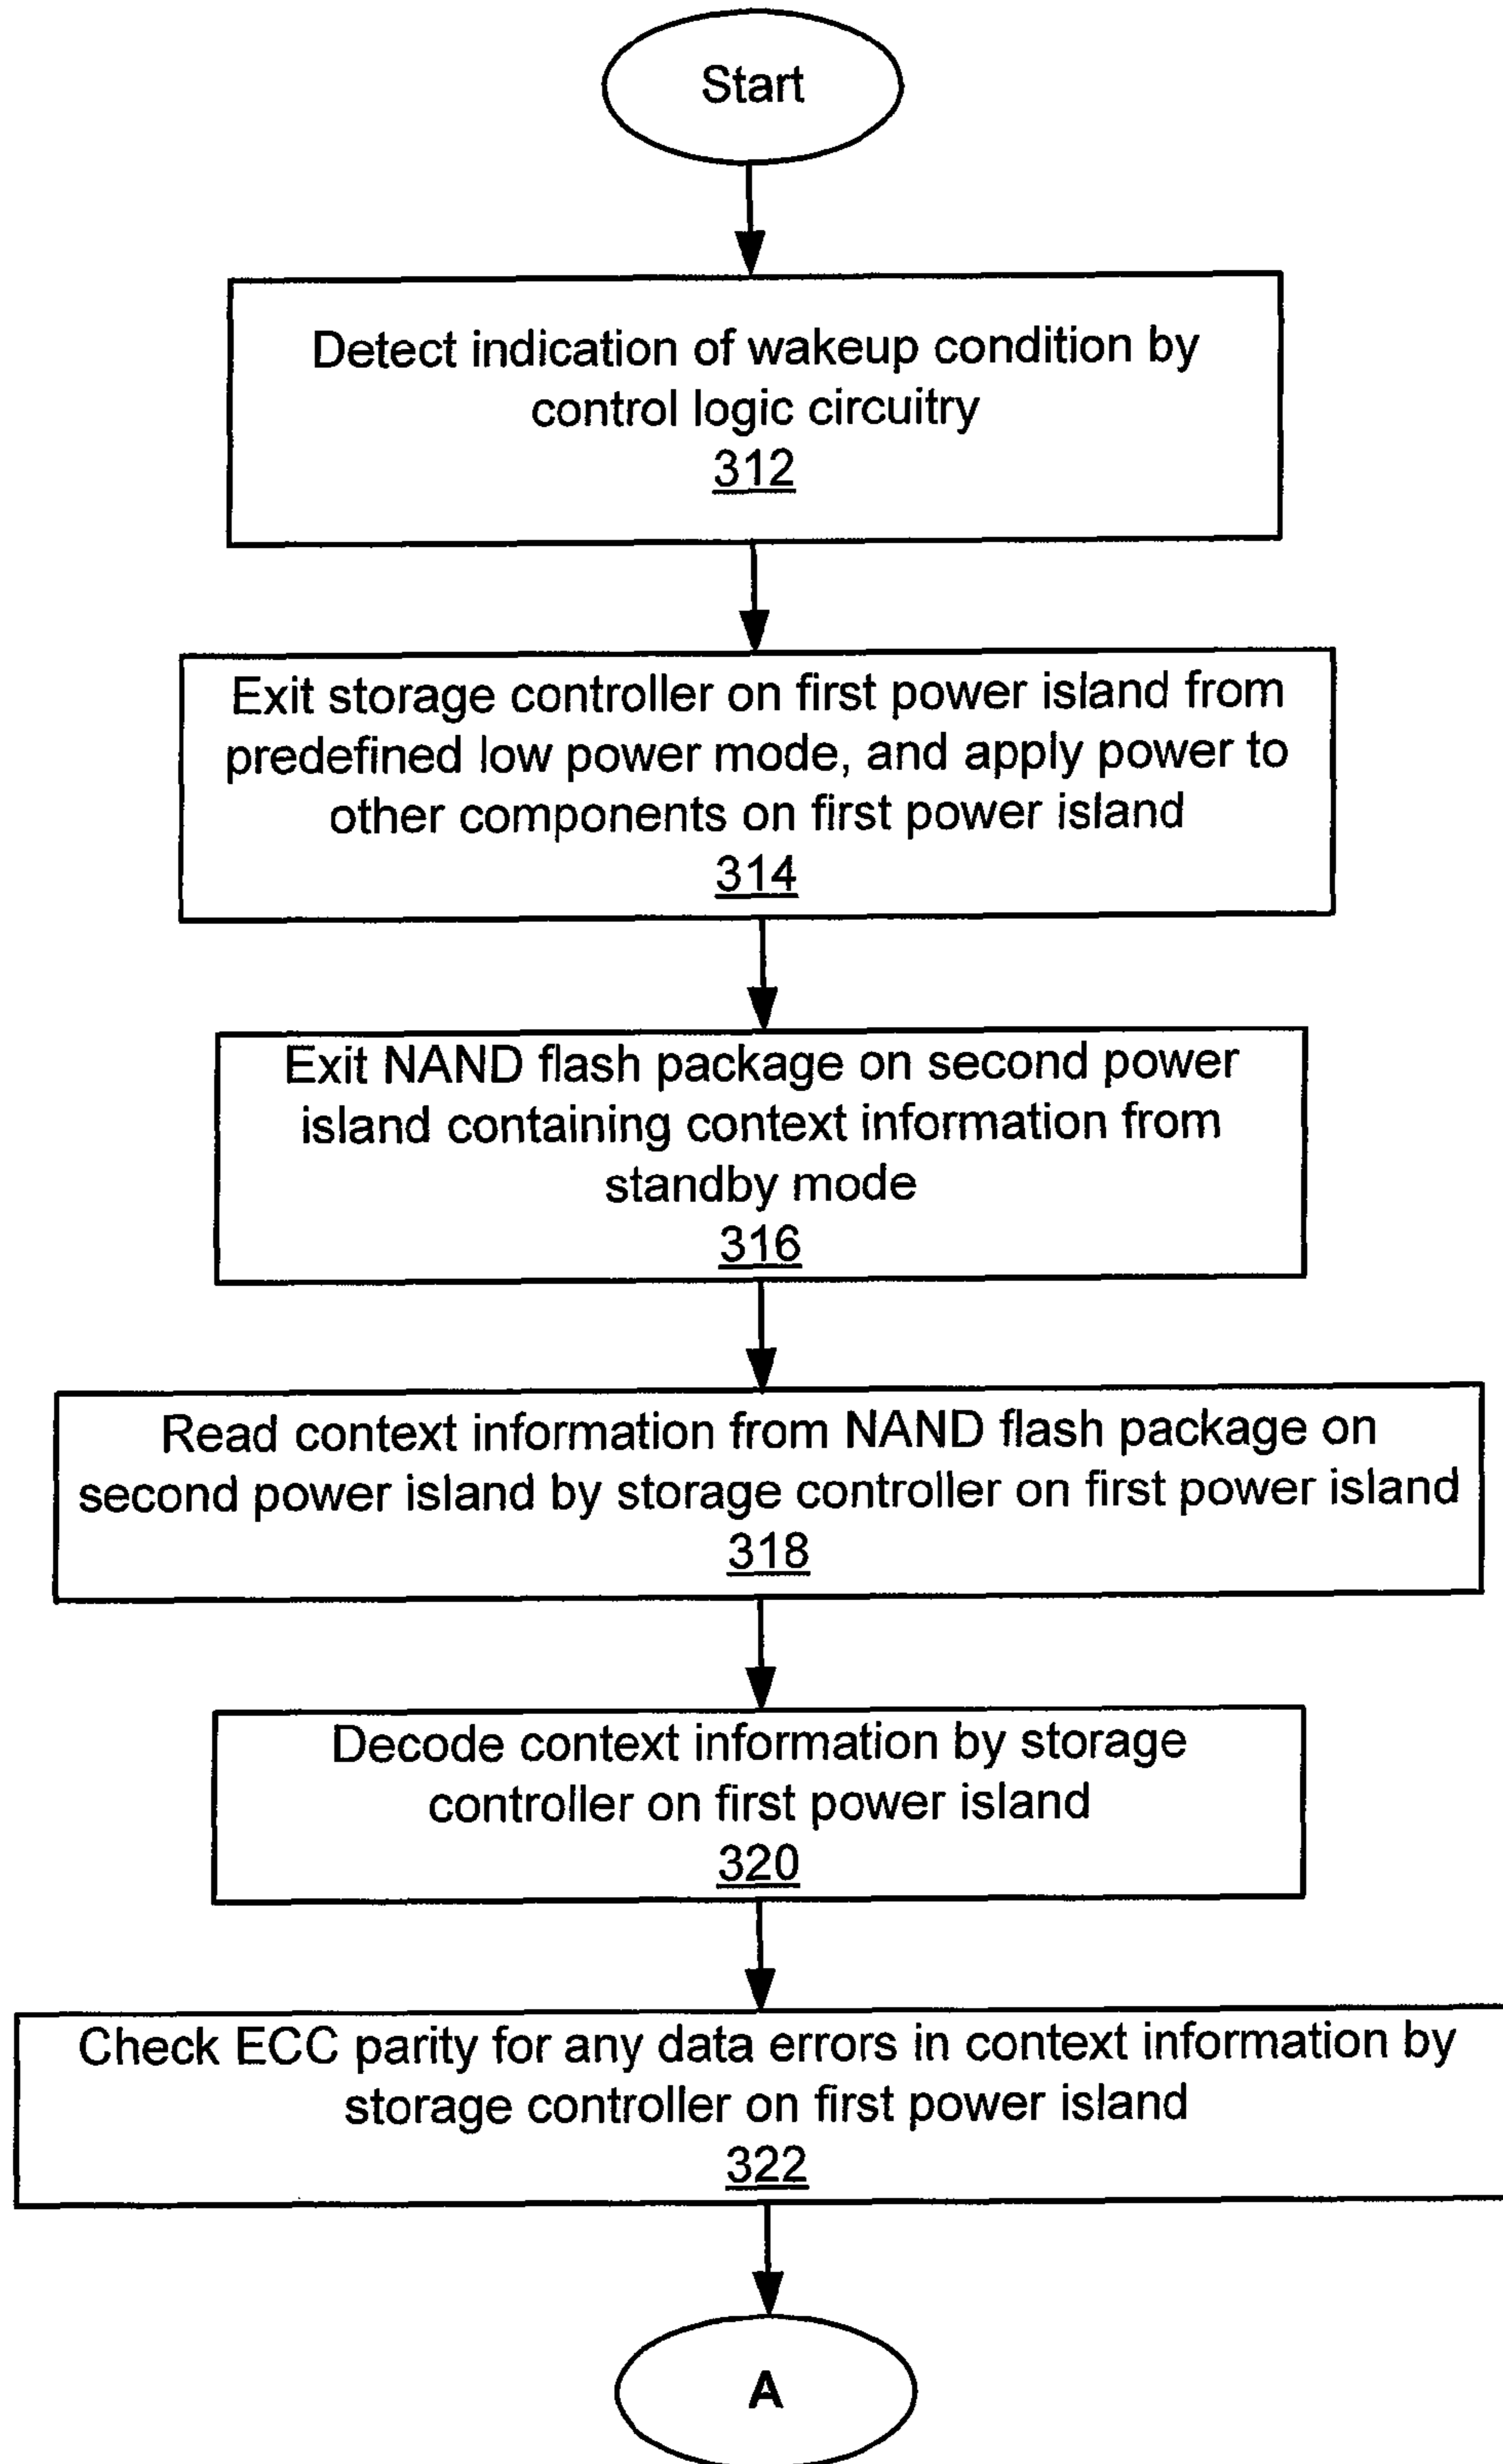 Start
Detect indication of wakeup condition by
control logic circuitry
312
Exit storage controller on first power island from
predefined low power mode, and apply power to
other components on first power island
314
Exit NAND flash package on second power
island containing context information from
standby mode
316
Read context information from NAND flash package on
second power island by storage controller on first power island
318
Decode context information by storage
controller on first power island
320
Check ECC parity for any data errors in context information by
storage controller on first power island
322
A